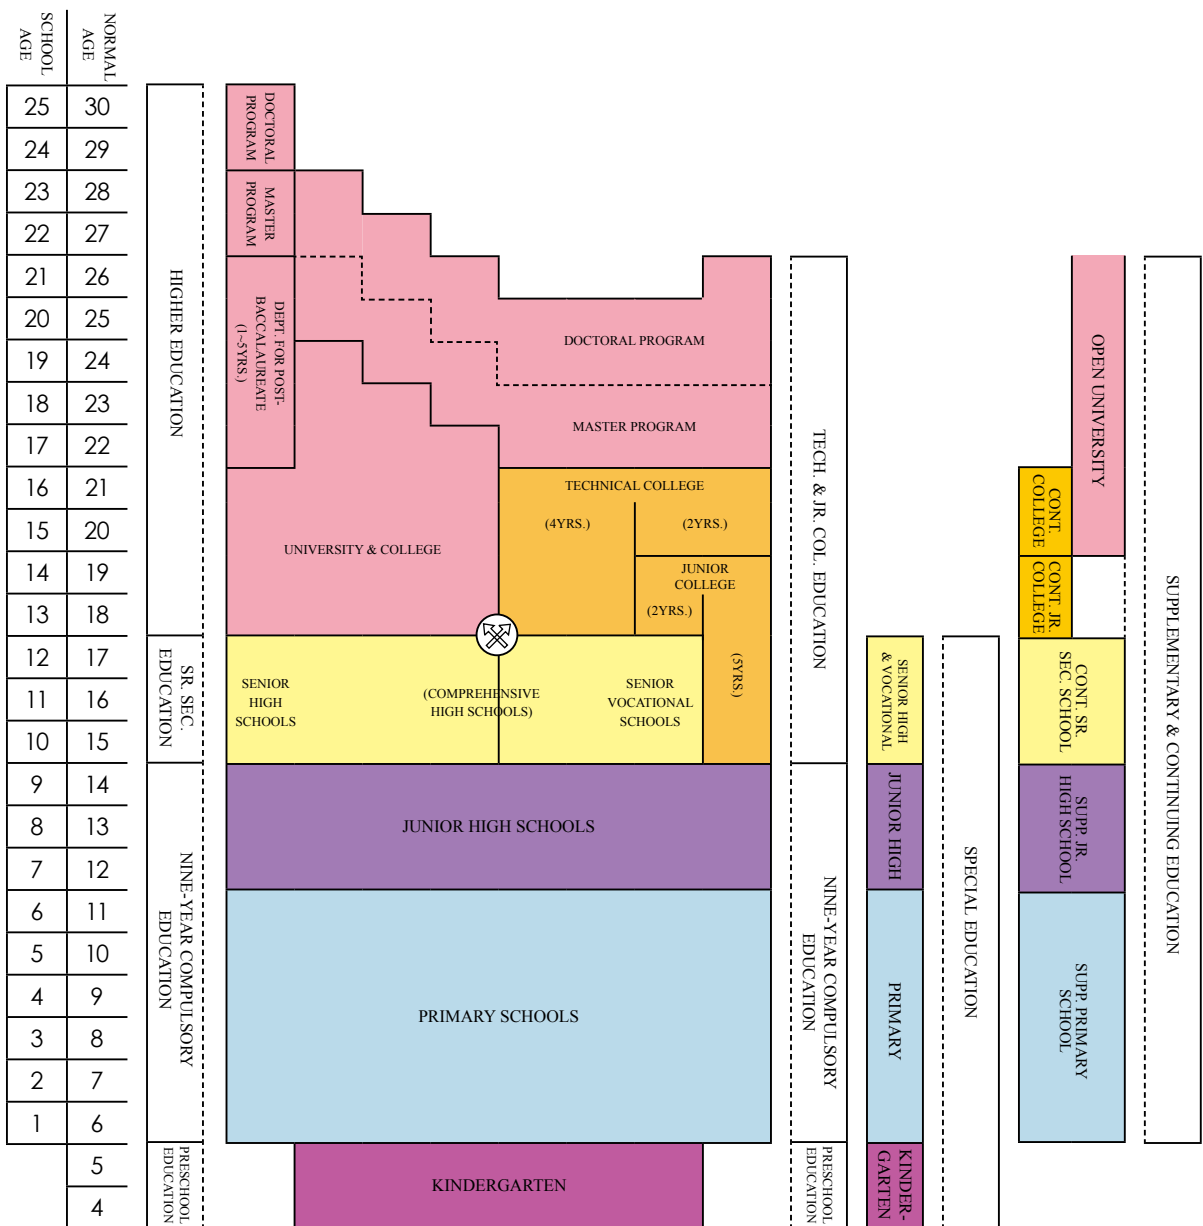 SCHOOL
AGE
NORMAL
AGE
25 30
24 29
23 28
22 27
21 26
20 25
19 24
18 23
17 22
16 21
15 20
14 19
13 18
12 17
11 16
10 15
9 14
8 13
7 12
6 11
5 10
4 9
3 8
2 7
1 6
5
4
HIGHER EDUCATION
SR. SEC.
EDUCATION
NINE-YEAR COMPULSORY
EDUCATION
PRESCHOOL
EDUCATION
DOCTORAL
PROGRAM
MASTER
PROGRAM
DEPT. FOR POST-
BACCALAUREATE
(1~5YRS.)
DOCTORAL PROGRAM
MASTER PROGRAM
UNIVERSITY & COLLEGE
TECHNICAL COLLEGE
(4YRS.)
(2YRS.)
JUNIOR
COLLEGE
(2YRS.)
(5YRS.)
SENIOR
HIGH
SCHOOLS
(COMPREHENSIVE
HIGH SCHOOLS)
SENIOR
VOCATIONAL
SCHOOLS
JUNIOR HIGH SCHOOLS
PRIMARY SCHOOLS
KINDERGARTEN
TECH. & JR. COL. EDUCATION
NINE-YEAR COMPULSORY
EDUCATION
PRESCHOOL
EDUCATION
SENIOR HIGH
& VOCATIONAL
JUNIOR HIGH
PRIMARY
KINDER-
GARTEN
SPECIAL EDUCATION
OPEN UNIVERSITY
CONT.
COLLEGE
CONT. JR.
COLLEGE
CONT. SR.
SEC. SCHOOL
SUPP. JR.
HIGH SCHOOL
SUPP. PRIMARY
SCHOOL
SUPPLEMENTARY & CONTINUING EDUCATION